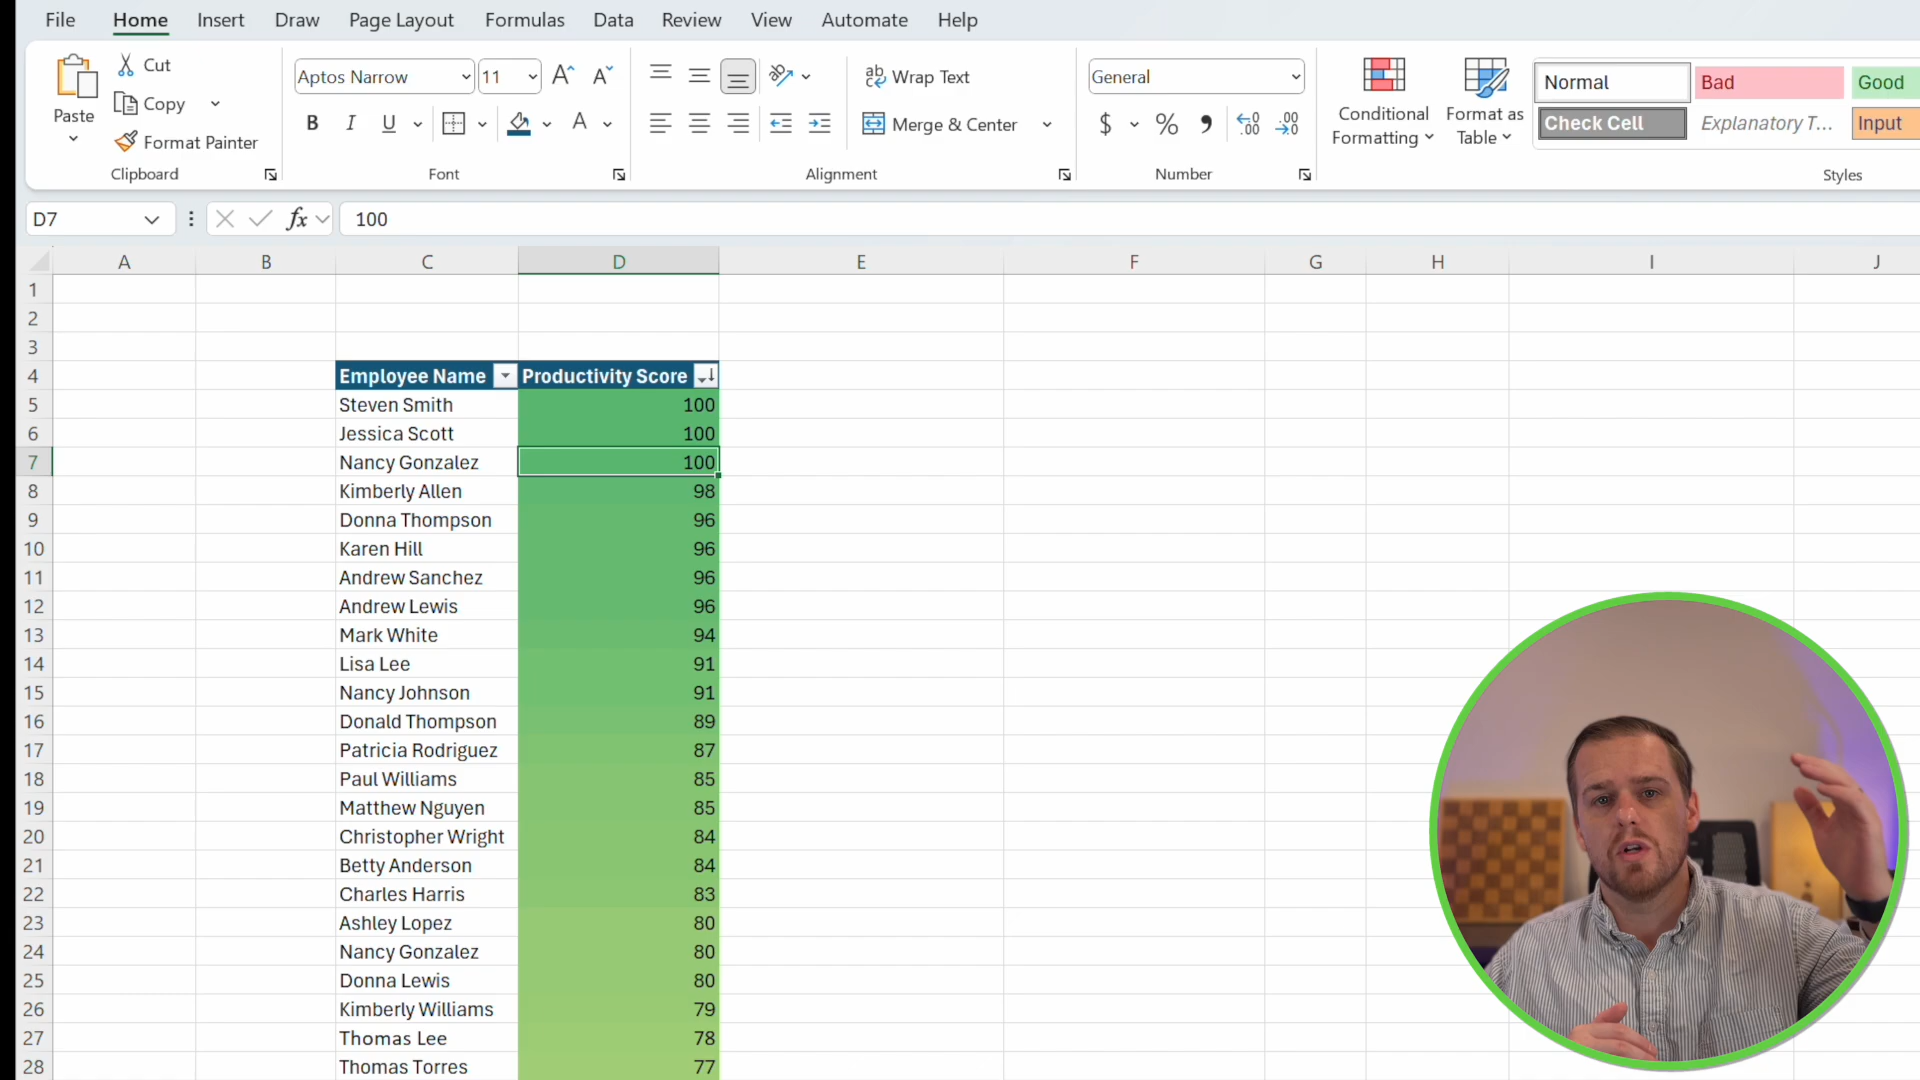 File Home Insert Draw Page Layout Formulas Data Review View Automate Help
Paste
Cut
Copy
Format Painter
Clipboard
Aptos Narrow 11 A A
B I U A
Font
ab Wrap Text
Merge & Center
Alignment
General
$ % , .00 .00
Number
Conditional Formatting
Format as Table
Normal Bad Good
Check Cell Explanatory T... Input
Styles
D7 fx 100
A B C D E F G H I J
1
2
3
4 Employee Name Productivity Score
5 Steven Smith 100
6 Jessica Scott 100
7 Nancy Gonzalez 100
8 Kimberly Allen 98
9 Donna Thompson 96
10 Karen Hill 96
11 Andrew Sanchez 96
12 Andrew Lewis 96
13 Mark White 94
14 Lisa Lee 91
15 Nancy Johnson 91
16 Donald Thompson 89
17 Patricia Rodriguez 87
18 Paul Williams 85
19 Matthew Nguyen 85
20 Christopher Wright 84
21 Betty Anderson 84
22 Charles Harris 83
23 Ashley Lopez 80
24 Nancy Gonzalez 80
25 Donna Lewis 80
26 Kimberly Williams 79
27 Thomas Lee 78
28 Thomas Torres 77